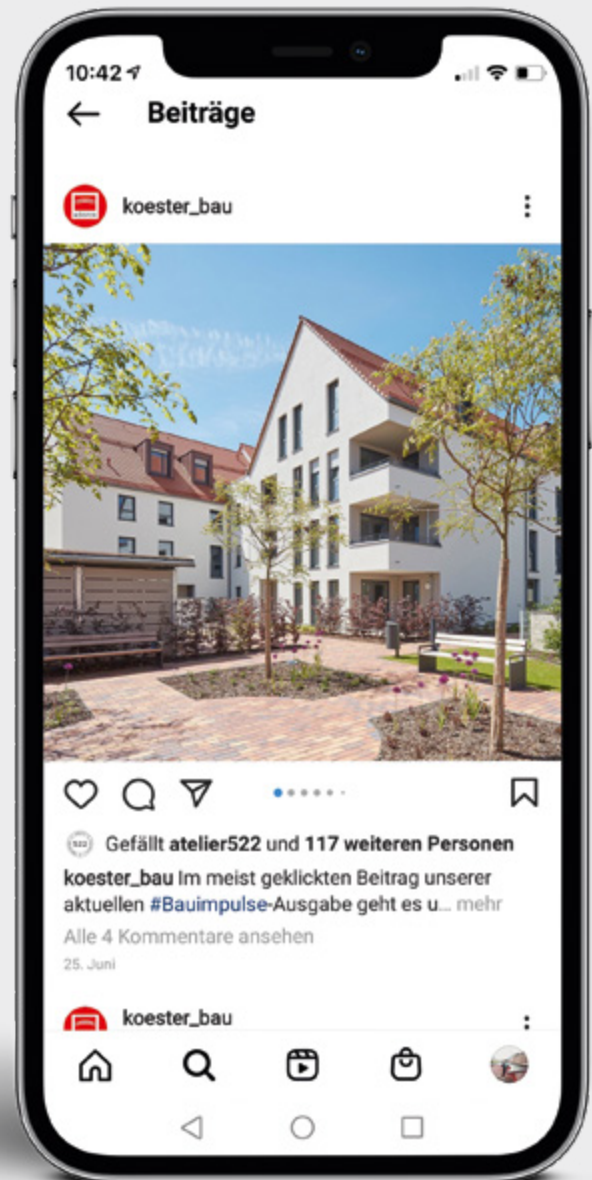 10:42
Beiträge
koester_bau
Gefällt atelier522 und 117 weiteren Personen
koester_bau Im meist geklickten Beitrag unserer
aktuellen #Bauimpulse-Ausgabe geht es u... mehr
Alle 4 Kommentare ansehen
25. Juni
koester_bau